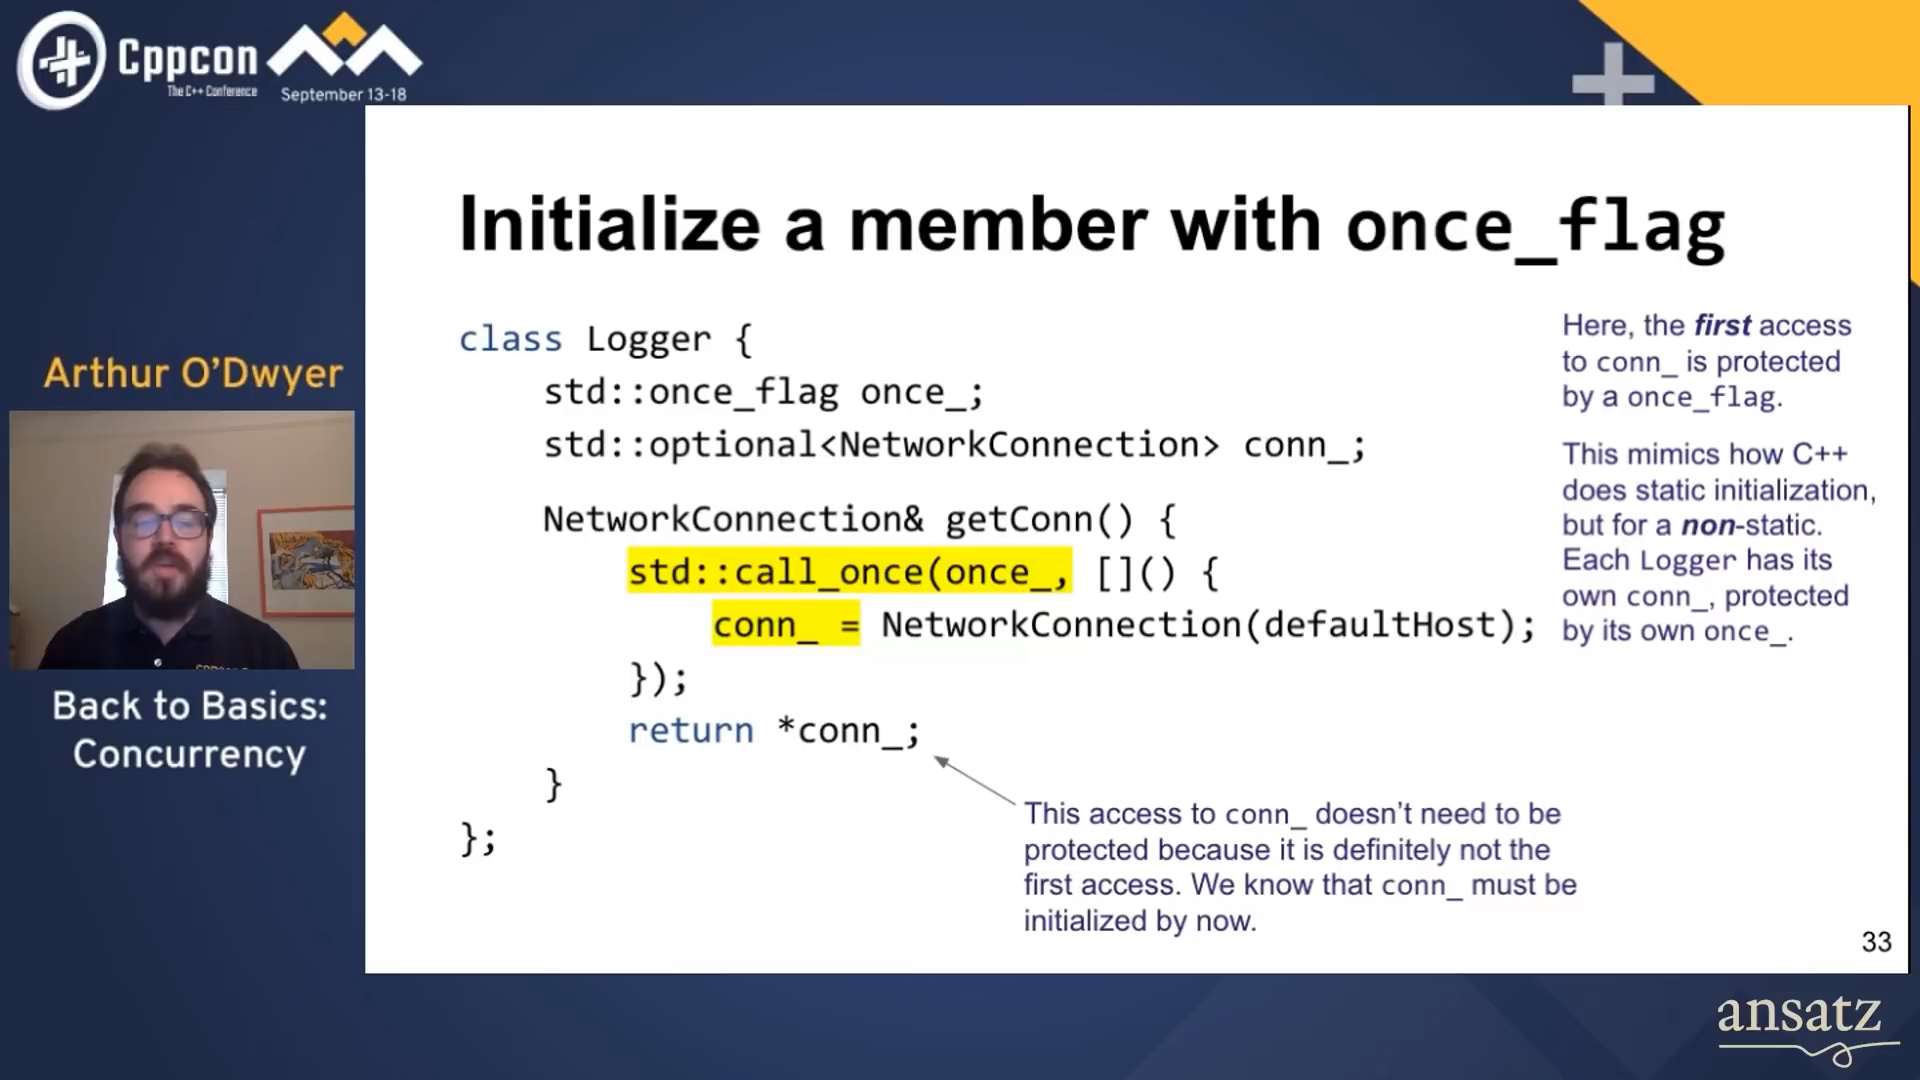 Cppcon
The C++ Conference
September 13-18
Arthur O'Dwyer
Back to Basics:
Concurrency
Initialize a member with once_flag
class Logger {
std::once_flag once_;
std::optional<NetworkConnection> conn_;
NetworkConnection& getConn() {
std::call_once(once_, []() {
conn_ = NetworkConnection(defaultHost);
});
return *conn_;
}
};
Here, the first access
to conn_ is protected
by a once_flag.
This mimics how C++
does static initialization,
but for a non-static.
Each Logger has its
own conn_, protected
by its own once_.
This access to conn_ doesn't need to be
protected because it is definitely not the
first access. We know that conn_ must be
initialized by now.
33
ansatz